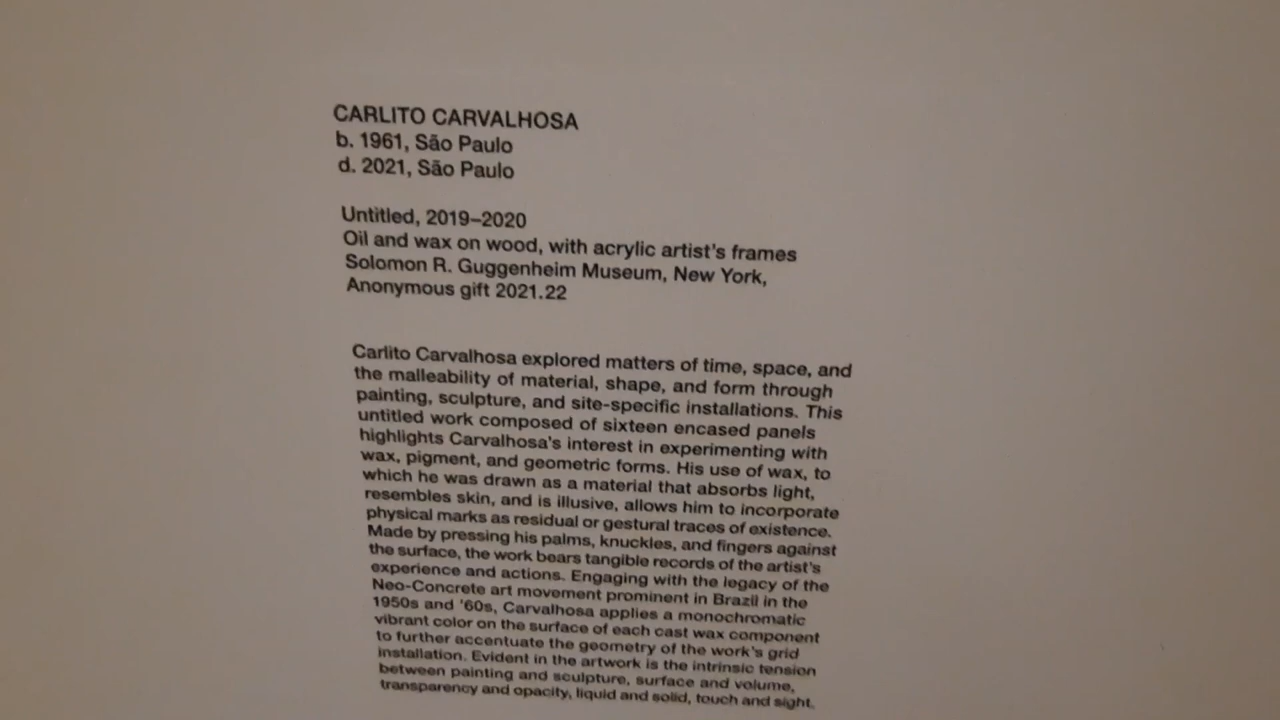 CARLITO CARVALHOSA
b. 1961, São Paulo
d. 2021, São Paulo
Untitled, 2019–2020
Oil and wax on wood, with acrylic artist's frames
Solomon R. Guggenheim Museum, New York,
Anonymous gift 2021.22
Carlito Carvalhosa explored matters of time, space, and
the malleability of material, shape, and form through
painting, sculpture, and site-specific installations. This
untitled work composed of sixteen encased panels
highlights Carvalhosa's interest in experimenting with
wax, pigment, and geometric forms. His use of wax, to
which he was drawn as a material that absorbs light,
resembles skin, and is illusive, allows him to incorporate
physical marks as residual or gestural traces of existence.
Made by pressing his palms, knuckles, and fingers against
the surface, the work bears tangible records of the artist's
experience and actions. Engaging with the legacy of the
Neo-Concrete art movement prominent in Brazil in the
1950s and '60s, Carvalhosa applies a monochromatic
vibrant color on the surface of each cast wax component
to further accentuate the geometry of the work's grid
installation. Evident in the artwork is the intrinsic tension
between painting and sculpture, surface and volume,
transparency and opacity, liquid and solid, touch and sight.